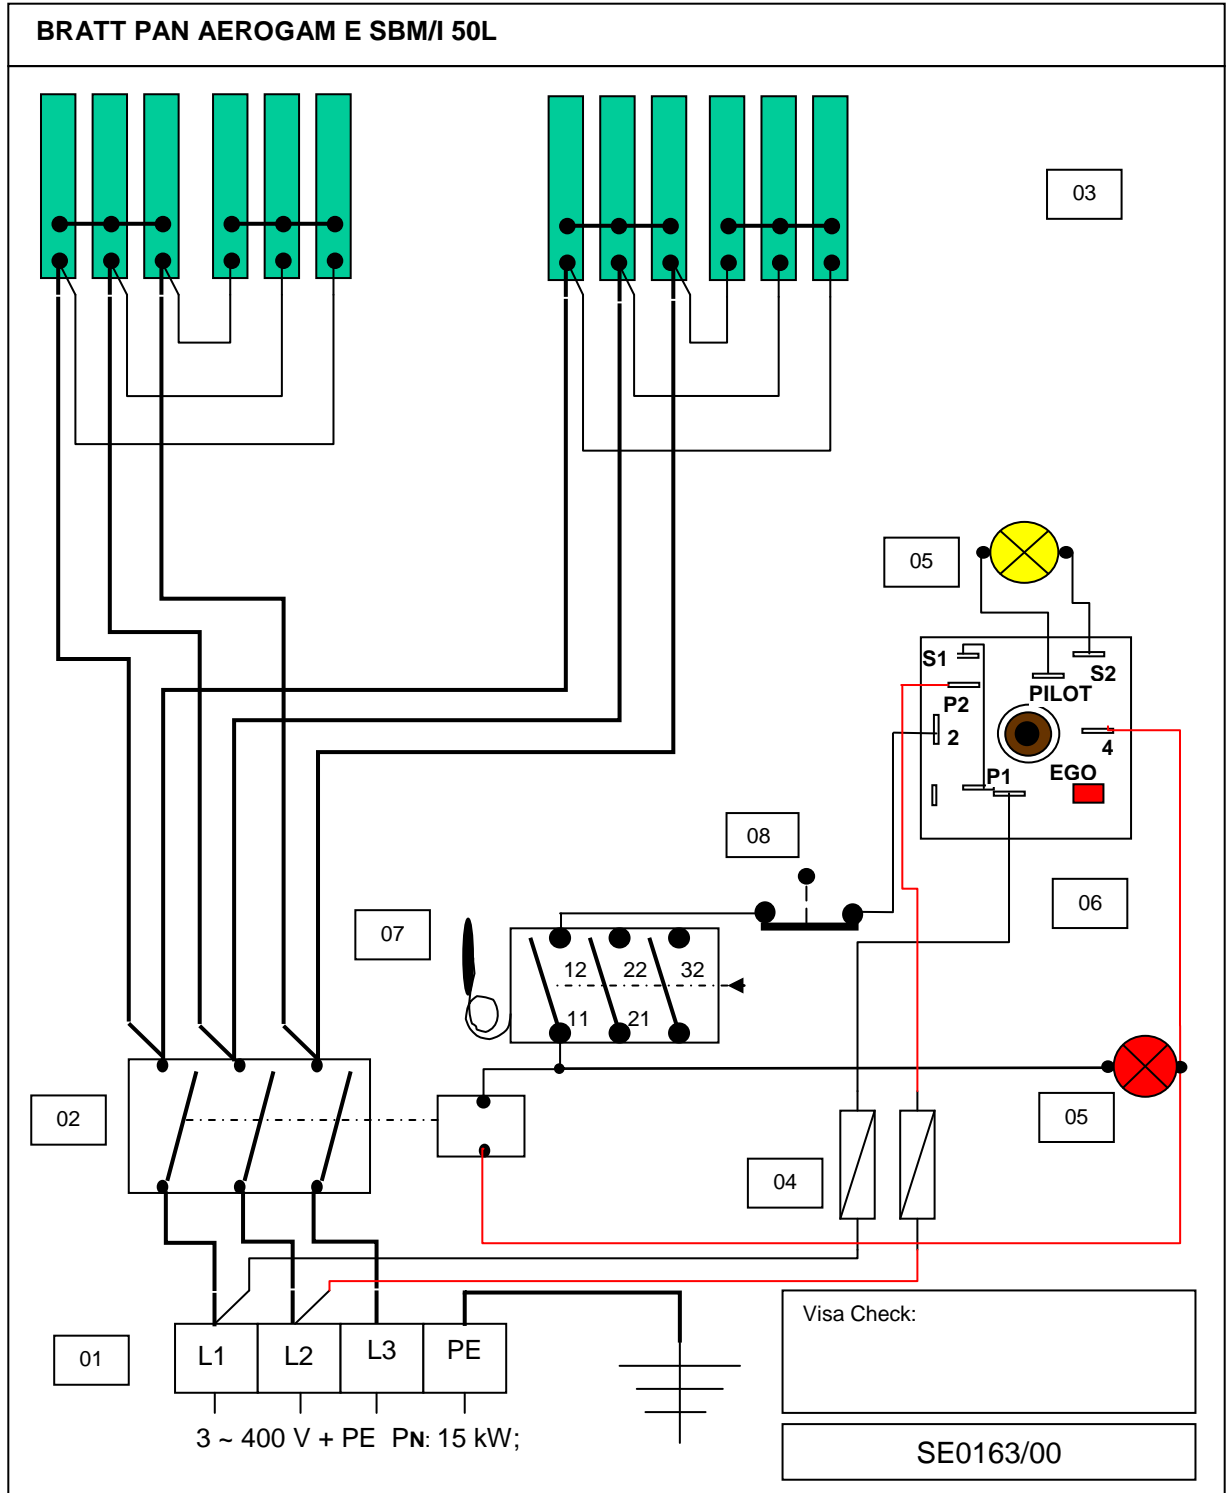 BRATT PAN AEROGAM E SBM/I 50L
03
05
S1
S2
PILOT
P2
2
4
P1
EGO
08
06
07
12 22 32
11 21
02
05
04
Visa Check:
01
L1 L2 L3 PE
3 ~ 400 V + PE PN: 15 kW;
SE0163/00